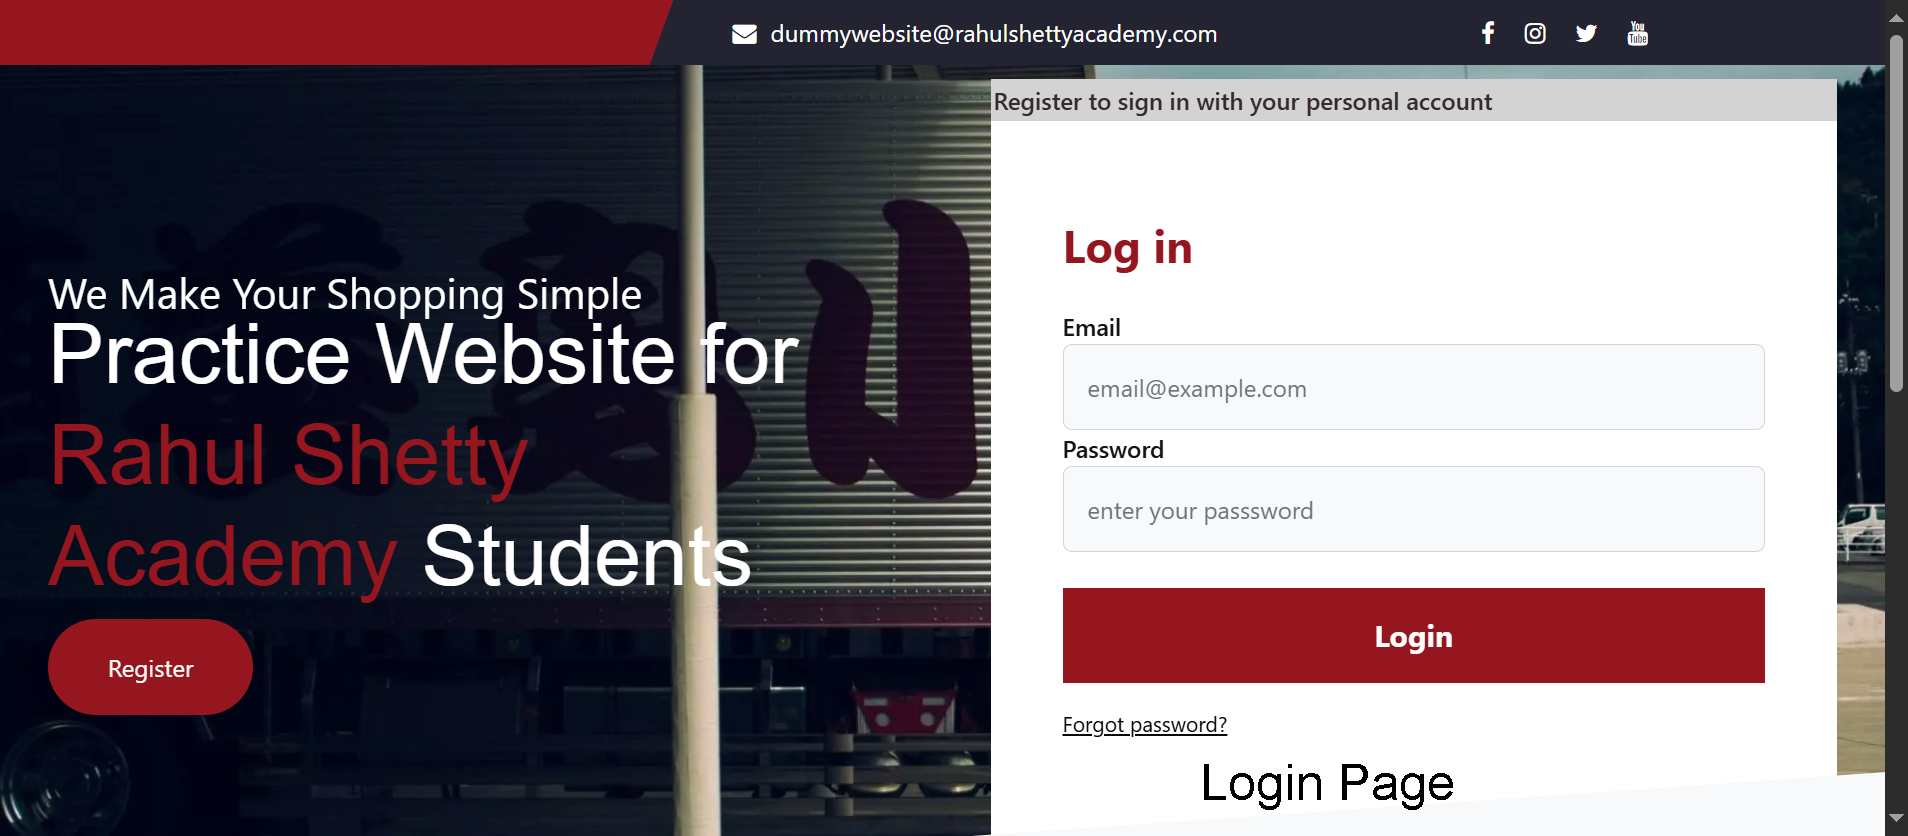 dummywebsite@rahulshettyacademy.com
You
Tube
Register to sign in with your personal account
We Make Your Shopping Simple
Practice Website for
Rahul Shetty
Academy Students
Register
Log in
Email
email@example.com
Password
enter your passsword
Login
Forgot password?
Login Page